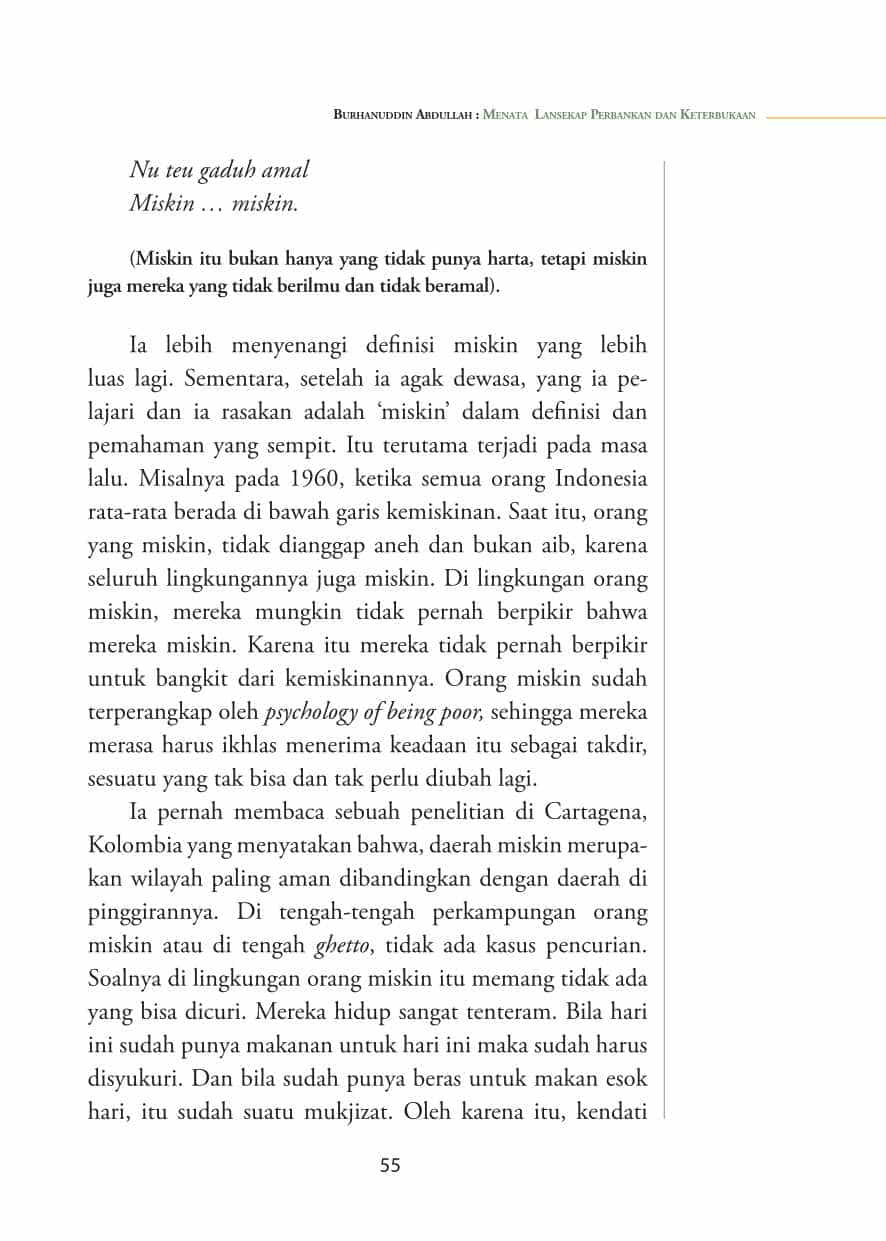 Burhanuddin Abdullah : Menata Lansekap Perbankan dan Keterbukaan
Nu teu gaduh amal
Miskin … miskin.
(Miskin itu bukan hanya yang tidak punya harta, tetapi miskin
juga mereka yang tidak berilmu dan tidak beramal).
Ia lebih menyenangi definisi miskin yang lebih
luas lagi. Sementara, setelah ia agak dewasa, yang ia pe-
lajari dan ia rasakan adalah ‘miskin’ dalam definisi dan
pemahaman yang sempit. Itu terutama terjadi pada masa
lalu. Misalnya pada 1960, ketika semua orang Indonesia
rata-rata berada di bawah garis kemiskinan. Saat itu, orang
yang miskin, tidak dianggap aneh dan bukan aib, karena
seluruh lingkungannya juga miskin. Di lingkungan orang
miskin, mereka mungkin tidak pernah berpikir bahwa
mereka miskin. Karena itu mereka tidak pernah berpikir
untuk bangkit dari kemiskinannya. Orang miskin sudah
terperangkap oleh psychology of being poor, sehingga mereka
merasa harus ikhlas menerima keadaan itu sebagai takdir,
sesuatu yang tak bisa dan tak perlu diubah lagi.
Ia pernah membaca sebuah penelitian di Cartagena,
Kolombia yang menyatakan bahwa, daerah miskin merupa-
kan wilayah paling aman dibandingkan dengan daerah di
pinggirannya. Di tengah-tengah perkampungan orang
miskin atau di tengah ghetto, tidak ada kasus pencurian.
Soalnya di lingkungan orang miskin itu memang tidak ada
yang bisa dicuri. Mereka hidup sangat tenteram. Bila hari
ini sudah punya makanan untuk hari ini maka sudah harus
disyukuri. Dan bila sudah punya beras untuk makan esok
hari, itu sudah suatu mukjizat. Oleh karena itu, kendati
55